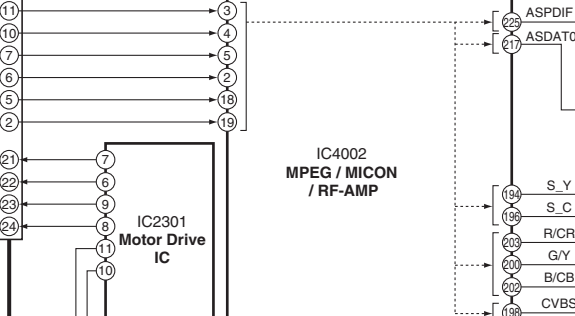 11
10
7
6
5
2
21
22
23
24
7
6
9
8
11
10
IC2301
Motor Drive
IC
3
4
5
2
18
19
IC4002
MPEG / MICON
/ RF-AMP
225 ASPDIF
217 ASDAT0
194 S_Y
196 S_C
203 R/CR
200 G/Y
202 B/CB
198 CVBS